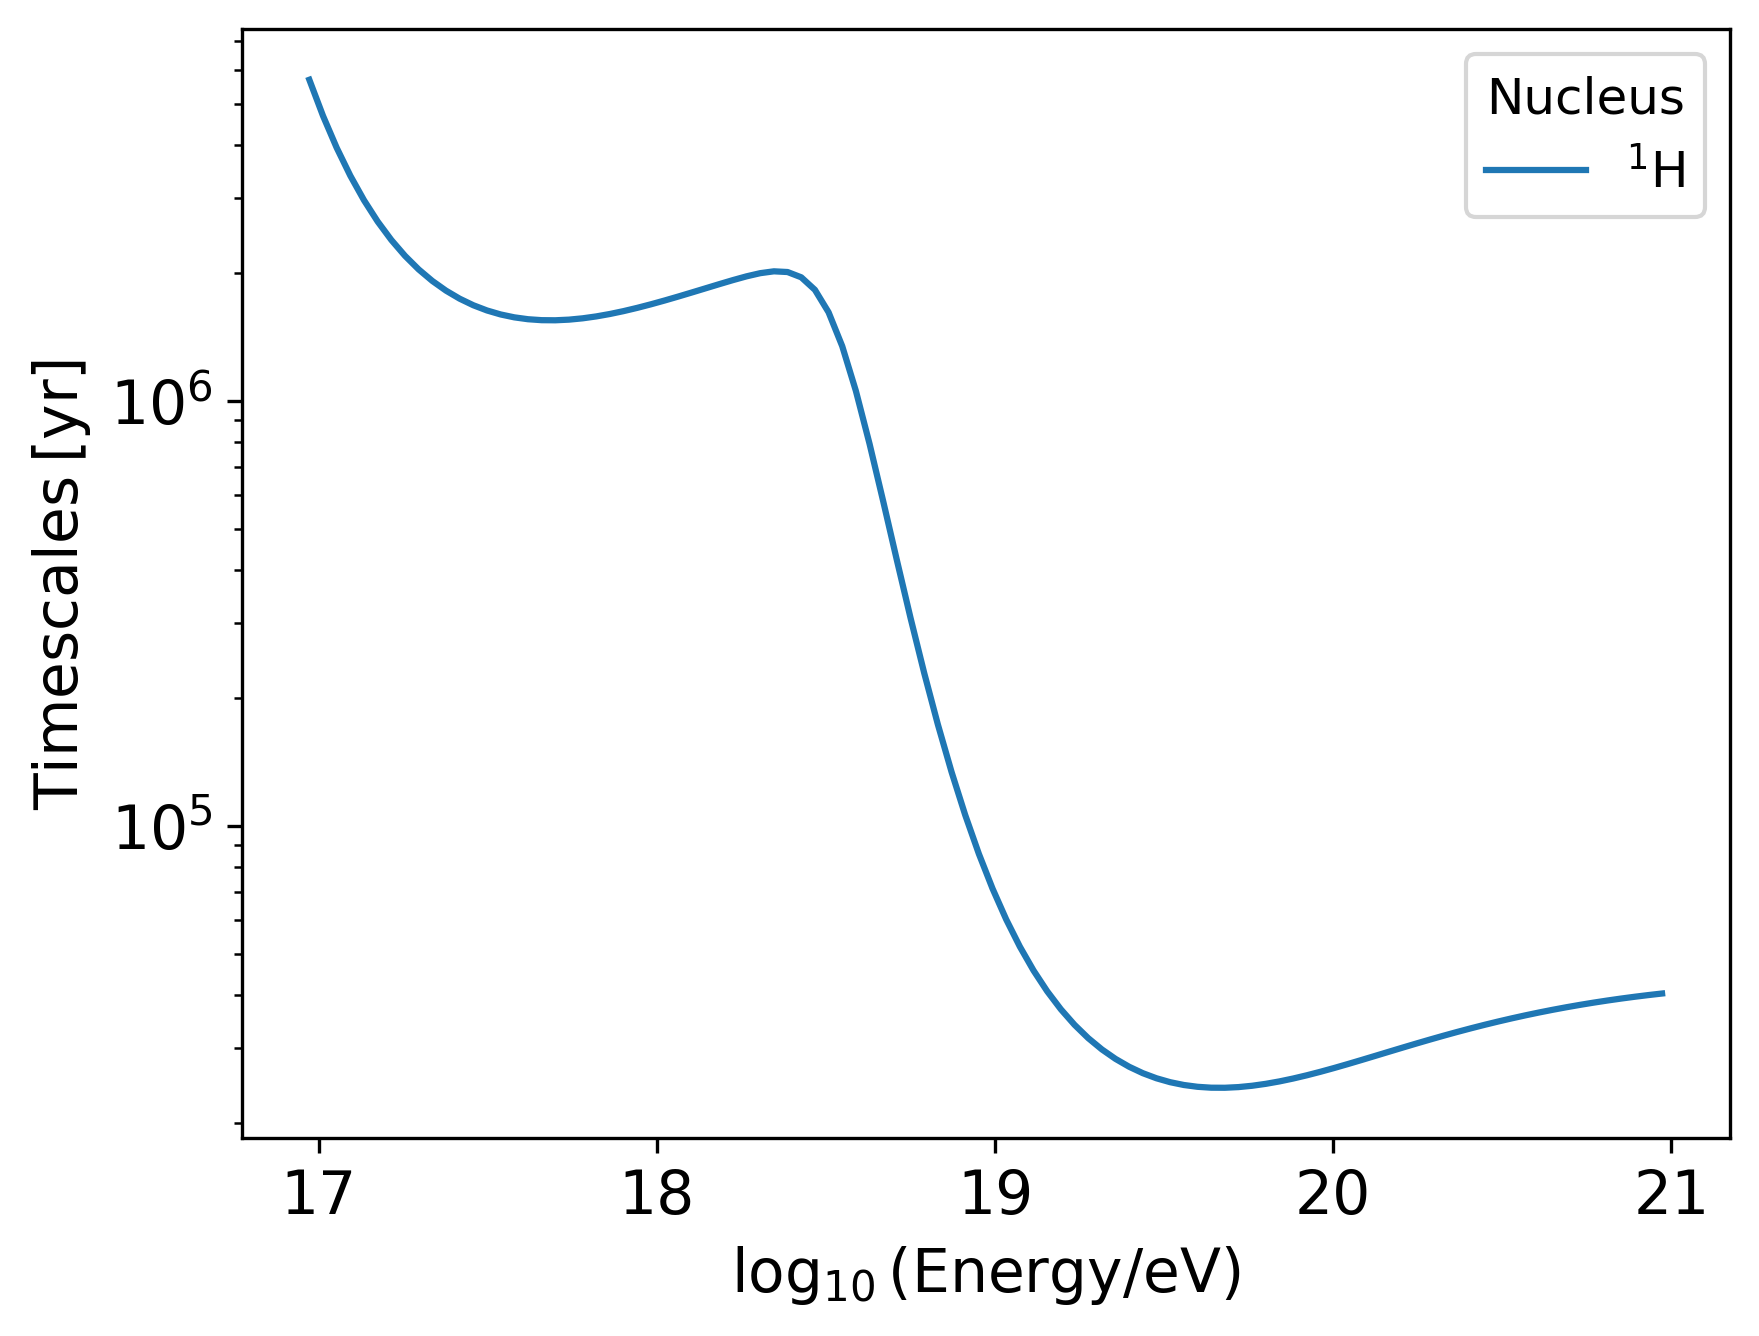 Nucleus
¹H
Timescales [yr]
10⁶
10⁵
17 18 19 20 21
log₁₀ (Energy/eV)